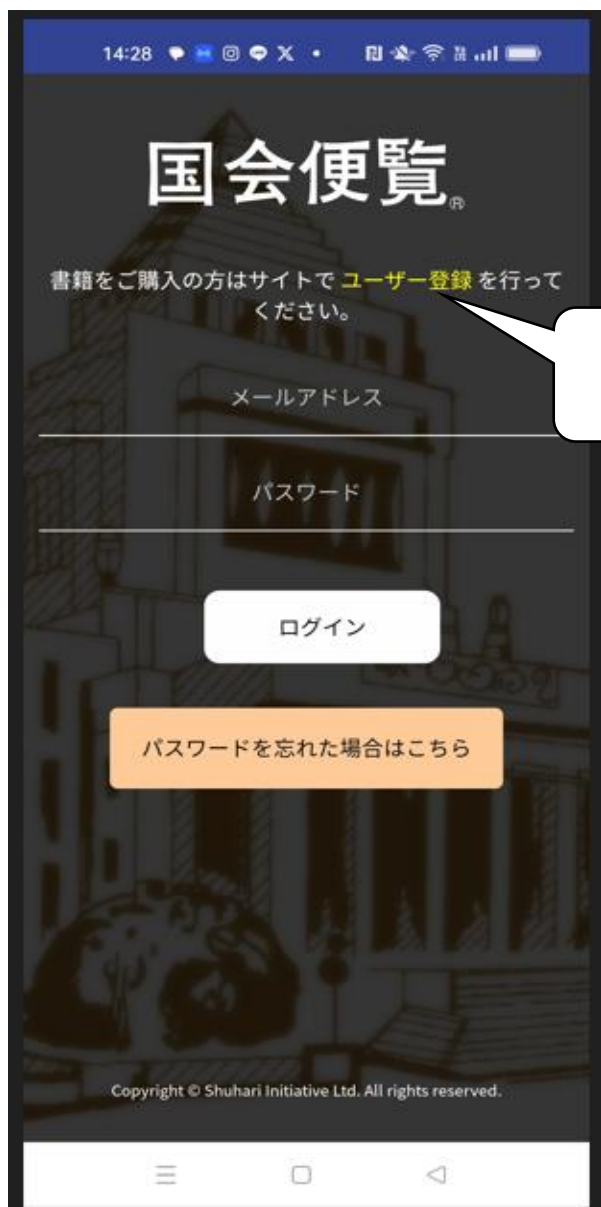 14:28
国会便覧®
書籍をご購入の方はサイトで ユーザー登録 を行って
ください。
メールアドレス
パスワード
ログイン
パスワードを忘れた場合はこちら
Copyright © Shuhari Initiative Ltd. All rights reserved.